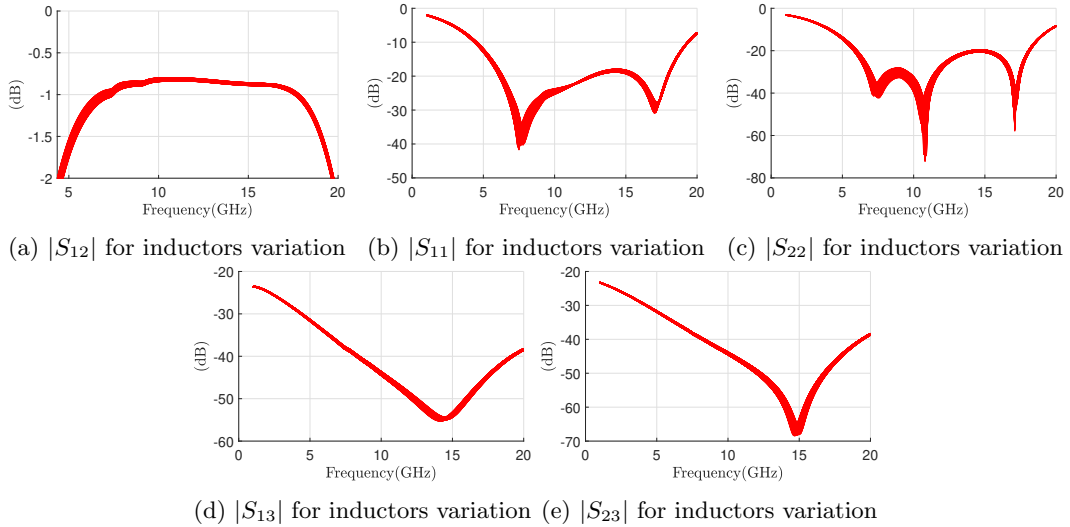 0
-0.5
-1
-1.5
-2
5 10 15 20
(dB)
Frequency(GHz)
0
-10
-20
-30
-40
-50
0 5 10 15 20
(dB)
Frequency(GHz)
0
-20
-40
-60
-80
0 5 10 15 20
(dB)
Frequency(GHz)
(a) |S₁₂| for inductors variation (b) |S₁₁| for inductors variation (c) |S₂₂| for inductors variation
-20
-30
-40
-50
-60
0 5 10 15 20
(dB)
Frequency(GHz)
-20
-30
-40
-50
-60
-70
0 5 10 15 20
(dB)
Frequency(GHz)
(d) |S₁₃| for inductors variation (e) |S₂₃| for inductors variation